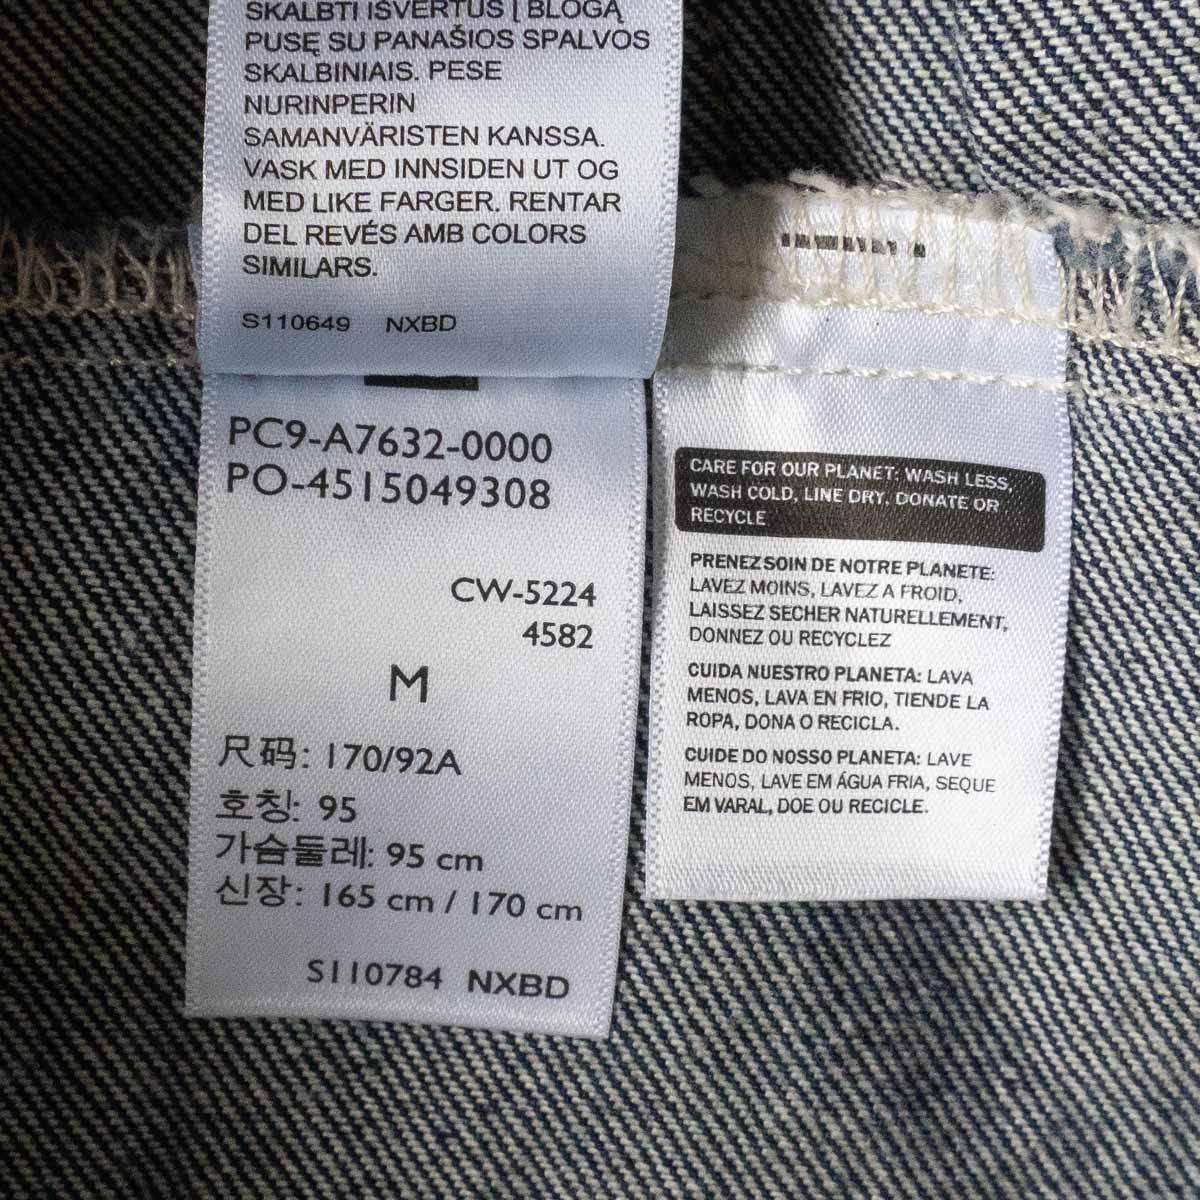 SKALBTI IŠVERTUS Į BLOGĄ
PUSĘ SU PANAŠIOS SPALVOS
SKALBINIAIS. PESE
NURINPERIN
SAMANVÄRISTEN KANSSA.
VASK MED INNSIDEN UT OG
MED LIKE FARGER. RENTAR
DEL REVÉS AMB COLORS
SIMILARS.
S110649 NXBD
PC9-A7632-0000
PO-4515049308
CW-5224
4582
M
尺码: 170/92A
호칭: 95
가슴둘레: 95 cm
신장: 165 cm / 170 cm
S110784 NXBD
CARE FOR OUR PLANET: WASH LESS,
WASH COLD, LINE DRY, DONATE OR
RECYCLE
PRENEZ SOIN DE NOTRE PLANETE:
LAVEZ MOINS, LAVEZ A FROID,
LAISSEZ SECHER NATURELLEMENT,
DONNEZ OU RECYCLEZ
CUIDA NUESTRO PLANETA: LAVA
MENOS, LAVA EN FRIO, TIENDE LA
ROPA, DONA O RECICLA.
CUIDE DO NOSSO PLANETA: LAVE
MENOS, LAVE EM ÁGUA FRIA, SEQUE
EM VARAL, DOE OU RECICLE.